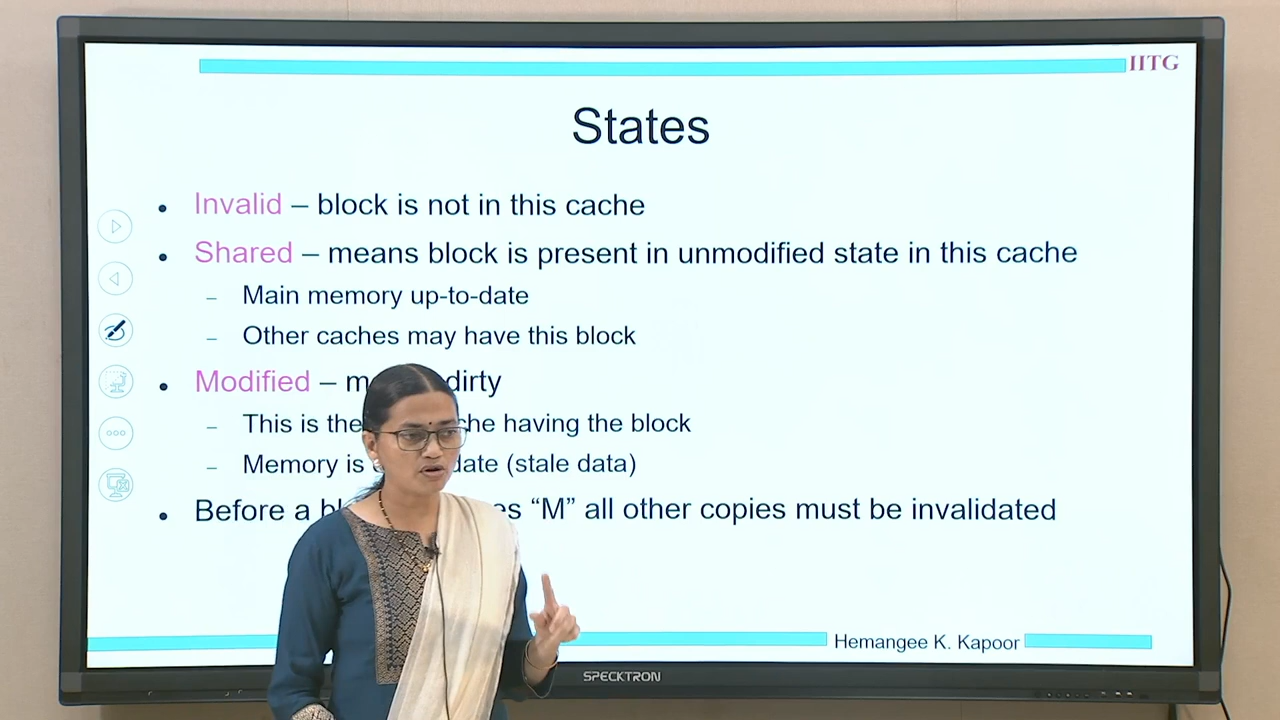 IITG
States
• Invalid – block is not in this cache
• Shared – means block is present in unmodified state in this cache
– Main memory up-to-date
– Other caches may have this block
• Modified – dirty
– This is the having the block
– Memory is (stale data)
• Before a “M” all other copies must be invalidated
Hemangee K. Kapoor
SPECKTRON